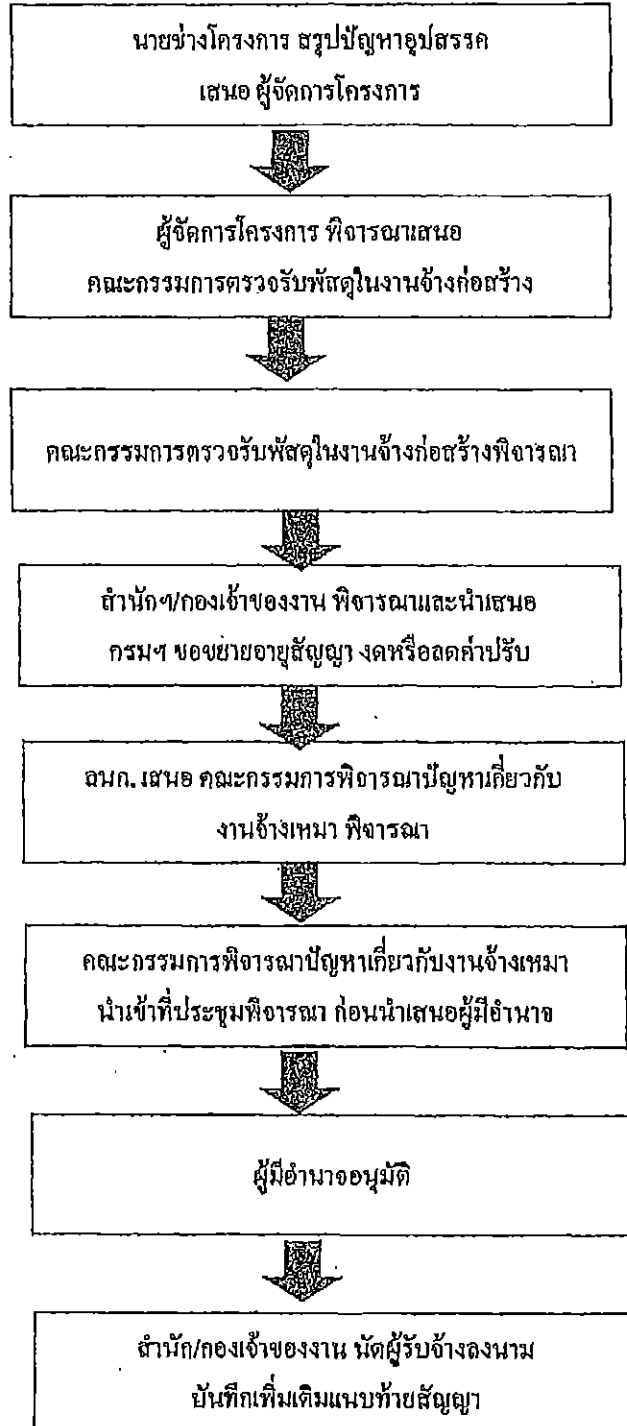 นายช่างโครงการ สรุปปัญหาอุปสรรค
เสนอ ผู้จัดการโครงการ
ผู้จัดการโครงการ พิจารณาเสนอ
คณะกรรมการตรวจรับพัสดุในงานจ้างก่อสร้าง
คณะกรรมการตรวจรับพัสดุในงานจ้างก่อสร้างพิจารณา
สำนักฯ/กองเจ้าของงาน พิจารณาและนำเสนอ
กรมฯ ขอขยายอายุสัญญา งดหรือลดค่าปรับ
ลนก. เสนอ คณะกรรมการพิจารณาปัญหาเกี่ยวกับ
งานจ้างเหมา พิจารณา
คณะกรรมการพิจารณาปัญหาเกี่ยวกับงานจ้างเหมา
นำเข้าที่ประชุมพิจารณา ก่อนนำเสนอผู้มีอำนาจ
ผู้มีอำนาจอนุมัติ
สำนัก/กองเจ้าของงาน นัดผู้รับจ้างลงนาม
บันทึกเพิ่มเติมแนบท้ายสัญญา